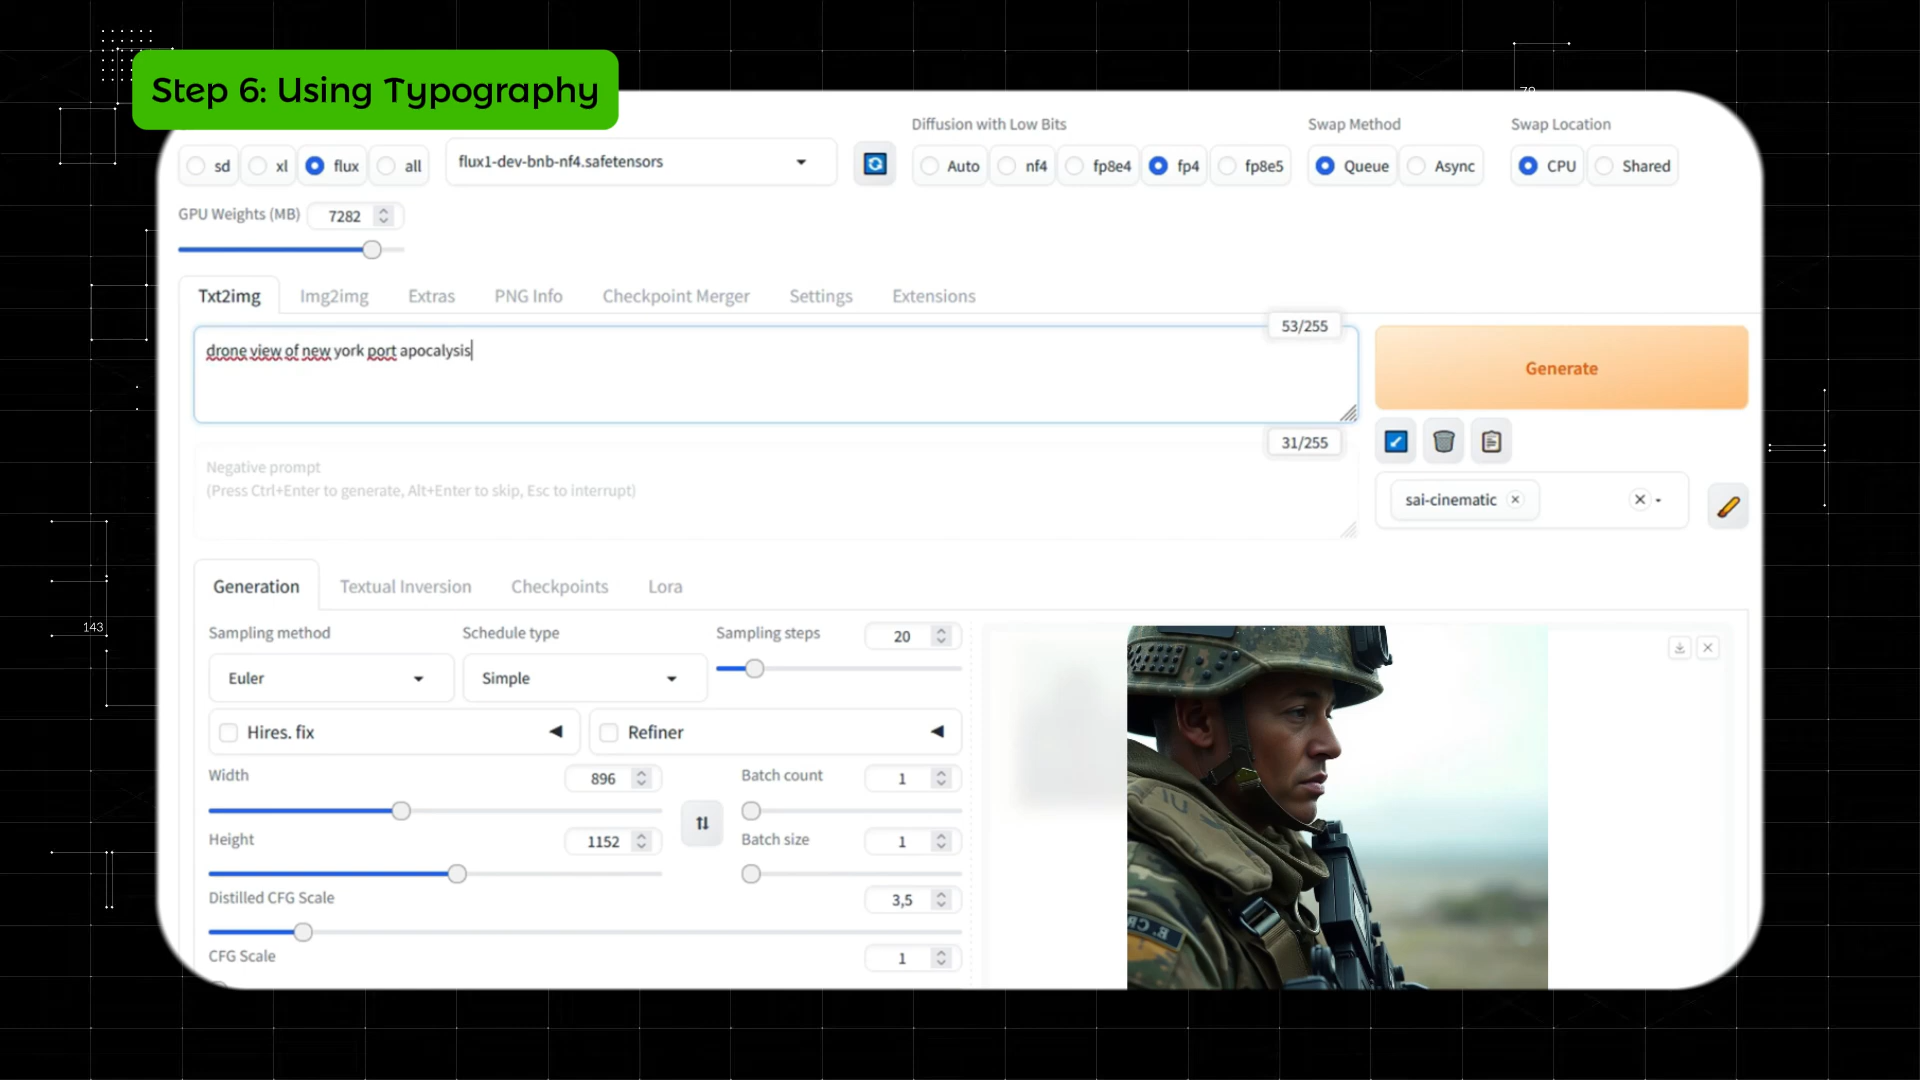 Step 6: Using Typography
79
Diffusion with Low Bits
Swap Method
Swap Location
sd
xl
flux
all
flux1-dev-bnb-nf4.safetensors
Auto
nf4
fp8e4
fp4
fp8e5
Queue
Async
CPU
Shared
GPU Weights (MB)
7282
Txt2img
Img2img
Extras
PNG Info
Checkpoint Merger
Settings
Extensions
53/255
drone view of new york port apocalysis
Generate
31/255
Negative prompt
(Press Ctrl+Enter to generate, Alt+Enter to skip, Esc to interrupt)
sai-cinematic
Generation
Textual Inversion
Checkpoints
Lora
143
Sampling method
Schedule type
Sampling steps
20
Euler
Simple
Hires. fix
Refiner
Width
896
Batch count
1
Height
1152
Batch size
1
Distilled CFG Scale
3,5
CFG Scale
1